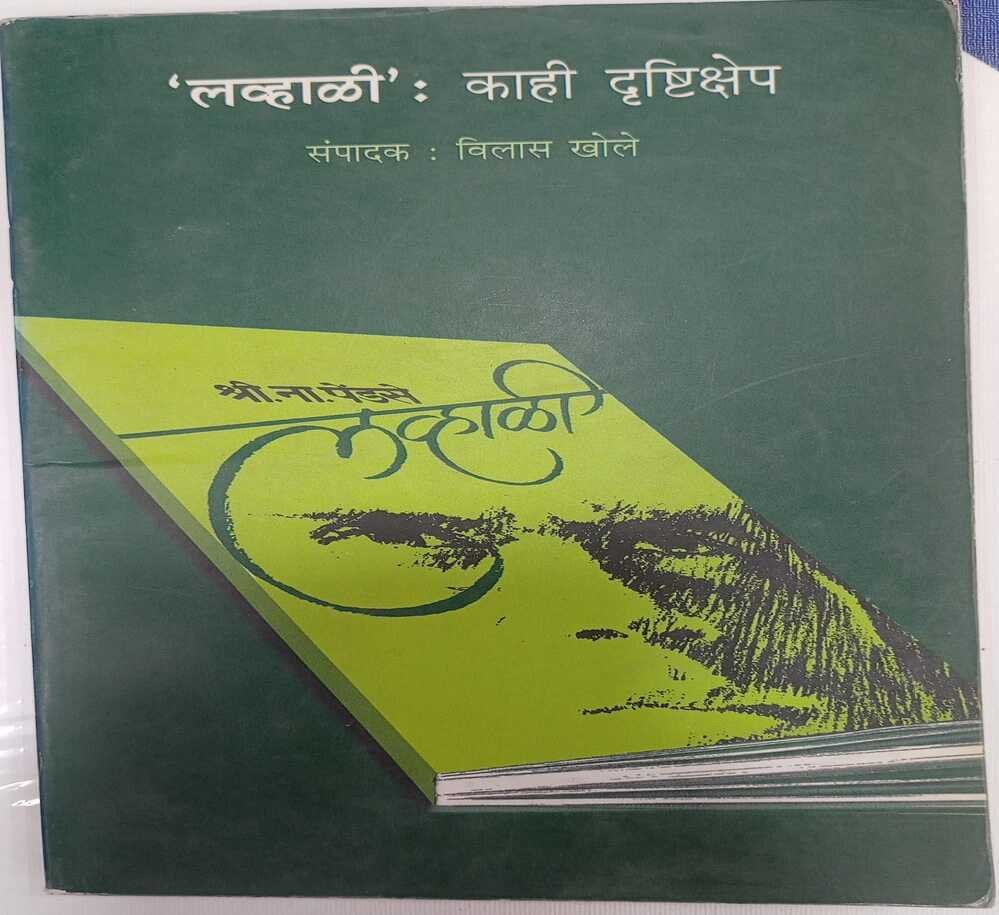 ‘लव्हाळी’ : काही दृष्टिक्षेप
संपादक : विलास खोले
श्री.ना.पेंडसे
लव्हाळी